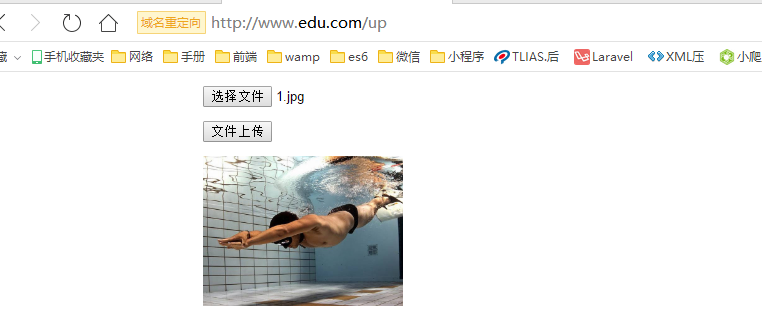 域名重定向 http://www.edu.com/up
藏 手机收藏夹 网络 手册 前端 wamp es6 微信 小程序 TLIAS.后 Laravel XML压 小爬
选择文件 1.jpg
文件上传